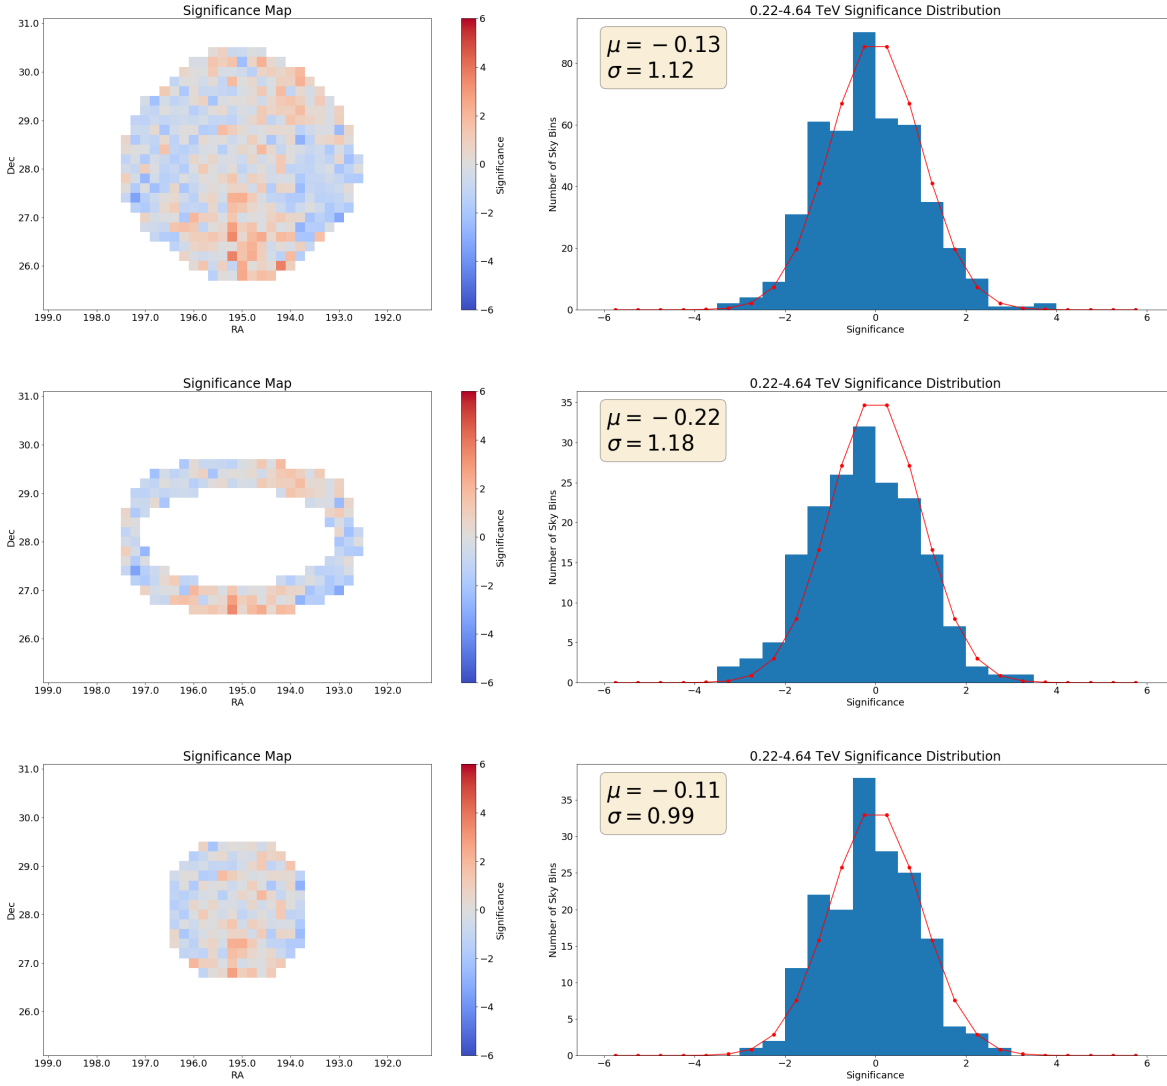 Significance Map
31.0
30.0
29.0
28.0
27.0
26.0
Dec
199.0 198.0 197.0 196.0 195.0 194.0 193.0 192.0
RA
6
4
2
0
−2
−4
−6
Significance
0.22-4.64 TeV Significance Distribution
μ = −0.13
σ = 1.12
80
60
40
20
0
Number of Sky Bins
−6 −4 −2 0 2 4 6
Significance
Significance Map
31.0
30.0
29.0
28.0
27.0
26.0
Dec
199.0 198.0 197.0 196.0 195.0 194.0 193.0 192.0
RA
6
4
2
0
−2
−4
−6
Significance
0.22-4.64 TeV Significance Distribution
μ = −0.22
σ = 1.18
35
30
25
20
15
10
5
0
Number of Sky Bins
−6 −4 −2 0 2 4 6
Significance
Significance Map
31.0
30.0
29.0
28.0
27.0
26.0
Dec
199.0 198.0 197.0 196.0 195.0 194.0 193.0 192.0
RA
6
4
2
0
−2
−4
−6
Significance
0.22-4.64 TeV Significance Distribution
μ = −0.11
σ = 0.99
35
30
25
20
15
10
5
0
Number of Sky Bins
−6 −4 −2 0 2 4 6
Significance